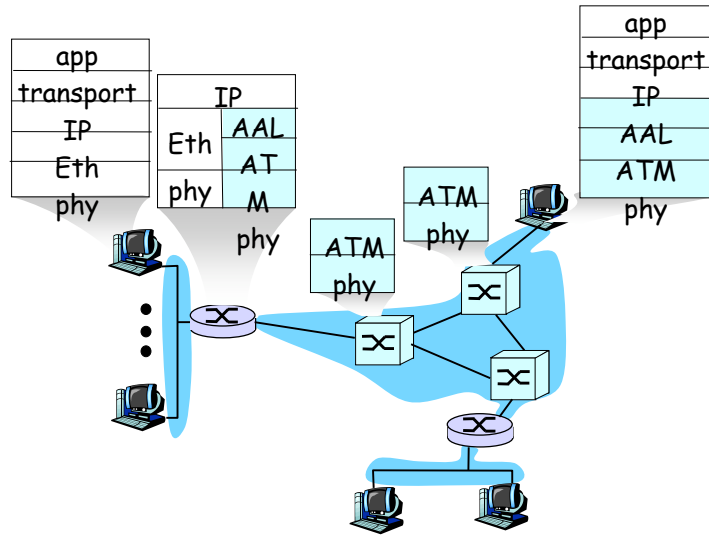 app
transport
IP
Eth
phy
IP
Eth
phy
AAL
AT
M
phy
ATM
phy
ATM
phy
app
transport
IP
AAL
ATM
phy